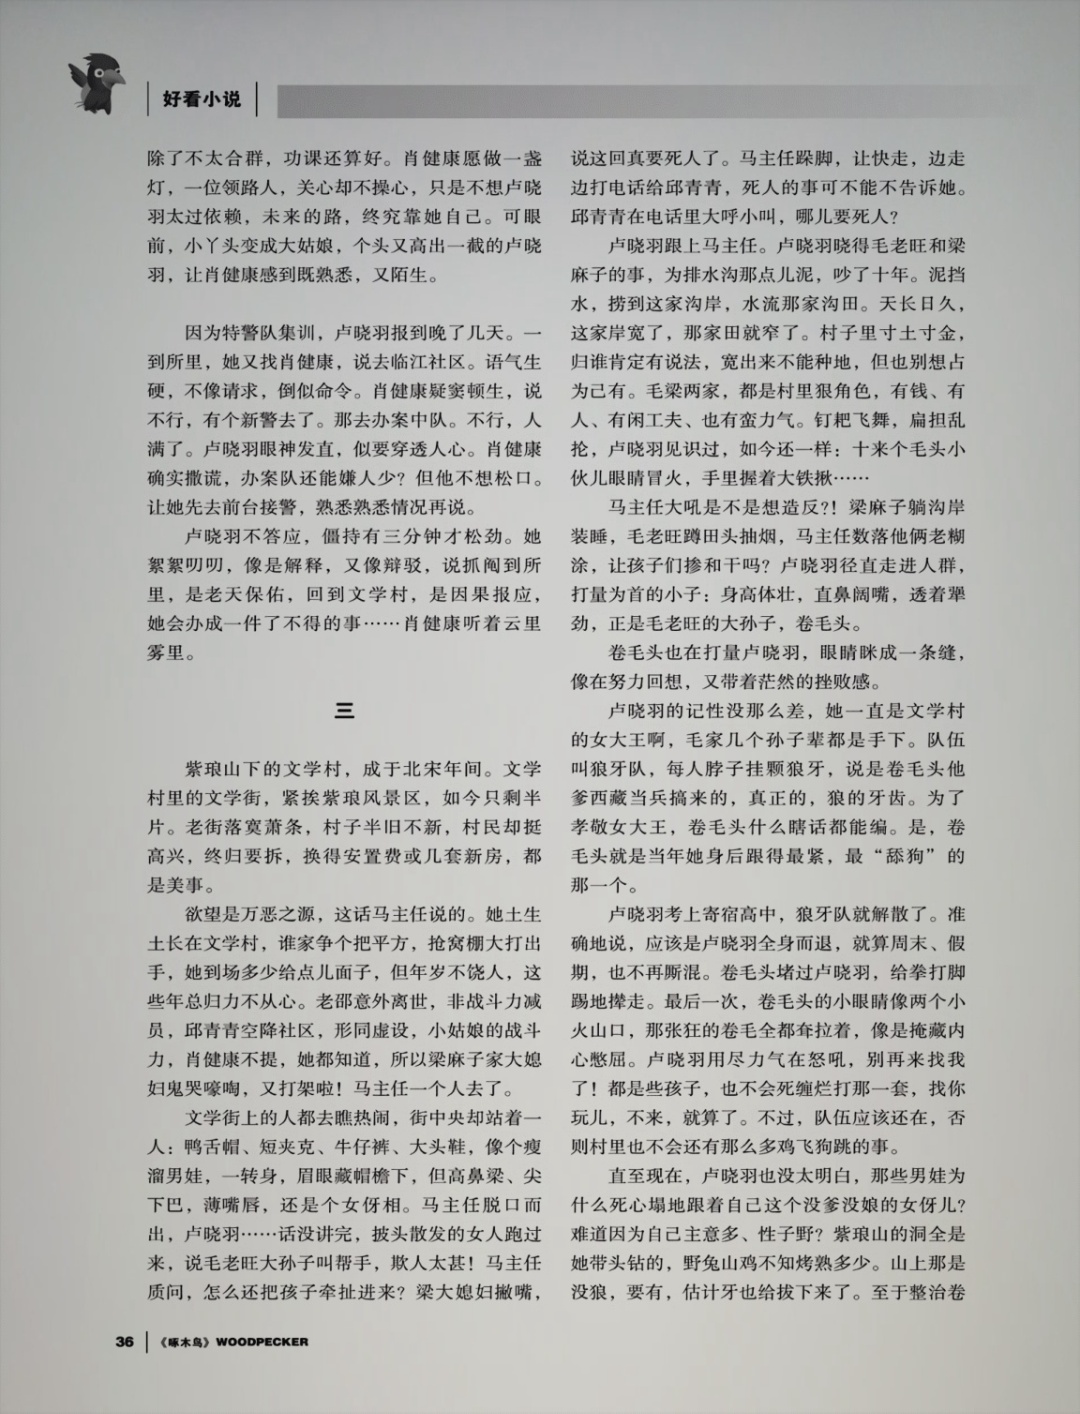 好看小说
除了不太合群，功课还算好。肖健康愿做一盏
灯，一位领路人，关心却不操心，只是不想卢晓
羽太过依赖，未来的路，终究靠她自己。可眼
前，小丫头变成大姑娘，个头又高出一截的卢晓
羽，让肖健康感到既熟悉，又陌生。
因为特警队集训，卢晓羽报到晚了几天。一
到所里，她又找肖健康，说去临江社区。语气生
硬，不像请求，倒似命令。肖健康疑窦顿生，说
不行，有个新警去了。那去办案中队。不行，人
满了。卢晓羽眼神发直，似要穿透人心。肖健康
确实撒谎，办案队还能嫌人少？但他不想松口。
让她先去前台接警，熟悉熟悉情况再说。
卢晓羽不答应，僵持有三分钟才松劲。她
絮絮叨叨，像是解释，又像辩驳，说抓阄到所
里，是老天保佑，回到文学村，是因果报应，
她会办成一件了不得的事……肖健康听着云里
雾里。
三
紫琅山下的文学村，成于北宋年间。文学
村里的文学街，紧挨紫琅风景区，如今只剩半
片。老街落寞萧条，村子半旧不新，村民却挺
高兴，终归要拆，换得安置费或几套新房，都
是美事。
欲望是万恶之源，这话马主任说的。她土生
土长在文学村，谁家争个把平方，抢窝棚大打出
手，她到场多少给点儿面子，但年岁不饶人，这
些年总归力不从心。老邵意外离世，非战斗力减
员，邱青青空降社区，形同虚设，小姑娘的战斗
力，肖健康不提，她都知道，所以梁麻子家大媳
妇鬼哭嚎啕，又打架啦！马主任一个人去了。
文学街上的人都去瞧热闹，街中央却站着一
人：鸭舌帽、短夹克、牛仔裤、大头鞋，像个瘦
溜男娃，一转身，眉眼藏帽檐下，但高鼻梁、尖
下巴，薄嘴唇，还是个女伢相。马主任脱口而
出，卢晓羽……话没讲完，披头散发的女人跑过
来，说毛老旺大孙子叫帮手，欺人太甚！马主任
质问，怎么还把孩子牵扯进来？梁大媳妇撇嘴，
说这回真要死人了。马主任跺脚，让快走，边走
边打电话给邱青青，死人的事可不能不告诉她。
邱青青在电话里大呼小叫，哪儿要死人？
卢晓羽跟上马主任。卢晓羽晓得毛老旺和梁
麻子的事，为排水沟那点儿泥，吵了十年。泥挡
水，捞到这家沟岸，水流那家沟田。天长日久，
这家岸宽了，那家田就窄了。村子里寸土寸金，
归谁肯定有说法，宽出来不能种地，但也别想占
为己有。毛梁两家，都是村里狠角色，有钱、有
人、有闲工夫、也有蛮力气。钉耙飞舞，扁担乱
抡，卢晓羽见识过，如今还一样：十来个毛头小
伙儿眼睛冒火，手里握着大铁揪……
马主任大吼是不是想造反？！梁麻子躺沟岸
装睡，毛老旺蹲田头抽烟，马主任数落他俩老糊
涂，让孩子们掺和干吗？卢晓羽径直走进人群，
打量为首的小子：身高体壮，直鼻阔嘴，透着犟
劲，正是毛老旺的大孙子，卷毛头。
卷毛头也在打量卢晓羽，眼睛眯成一条缝，
像在努力回想，又带着茫然的挫败感。
卢晓羽的记性没那么差，她一直是文学村
的女大王啊，毛家几个孙子辈都是手下。队伍
叫狼牙队，每人脖子挂颗狼牙，说是卷毛头他
爹西藏当兵搞来的，真正的，狼的牙齿。为了
孝敬女大王，卷毛头什么瞎话都能编。是，卷
毛头就是当年她身后跟得最紧，最“舔狗”的
那一个。
卢晓羽考上寄宿高中，狼牙队就解散了。准
确地说，应该是卢晓羽全身而退，就算周末、假
期，也不再厮混。卷毛头堵过卢晓羽，给拳打脚
踢地撵走。最后一次，卷毛头的小眼睛像两个小
火山口，那张狂的卷毛全都耷拉着，像是掩藏内
心憋屈。卢晓羽用尽力气在怒吼，别再来找我
了！都是些孩子，也不会死缠烂打那一套，找你
玩儿，不来，就算了。不过，队伍应该还在，否
则村里也不会还有那么多鸡飞狗跳的事。
直至现在，卢晓羽也没太明白，那些男娃为
什么死心塌地跟着自己这个没爹没娘的女伢儿？
难道因为自己主意多、性子野？紫琅山的洞全是
她带头钻的，野兔山鸡不知烤熟多少。山上那是
没狼，要有，估计牙也给拔下来了。至于整治卷
36
《啄木鸟》WOODPECKER